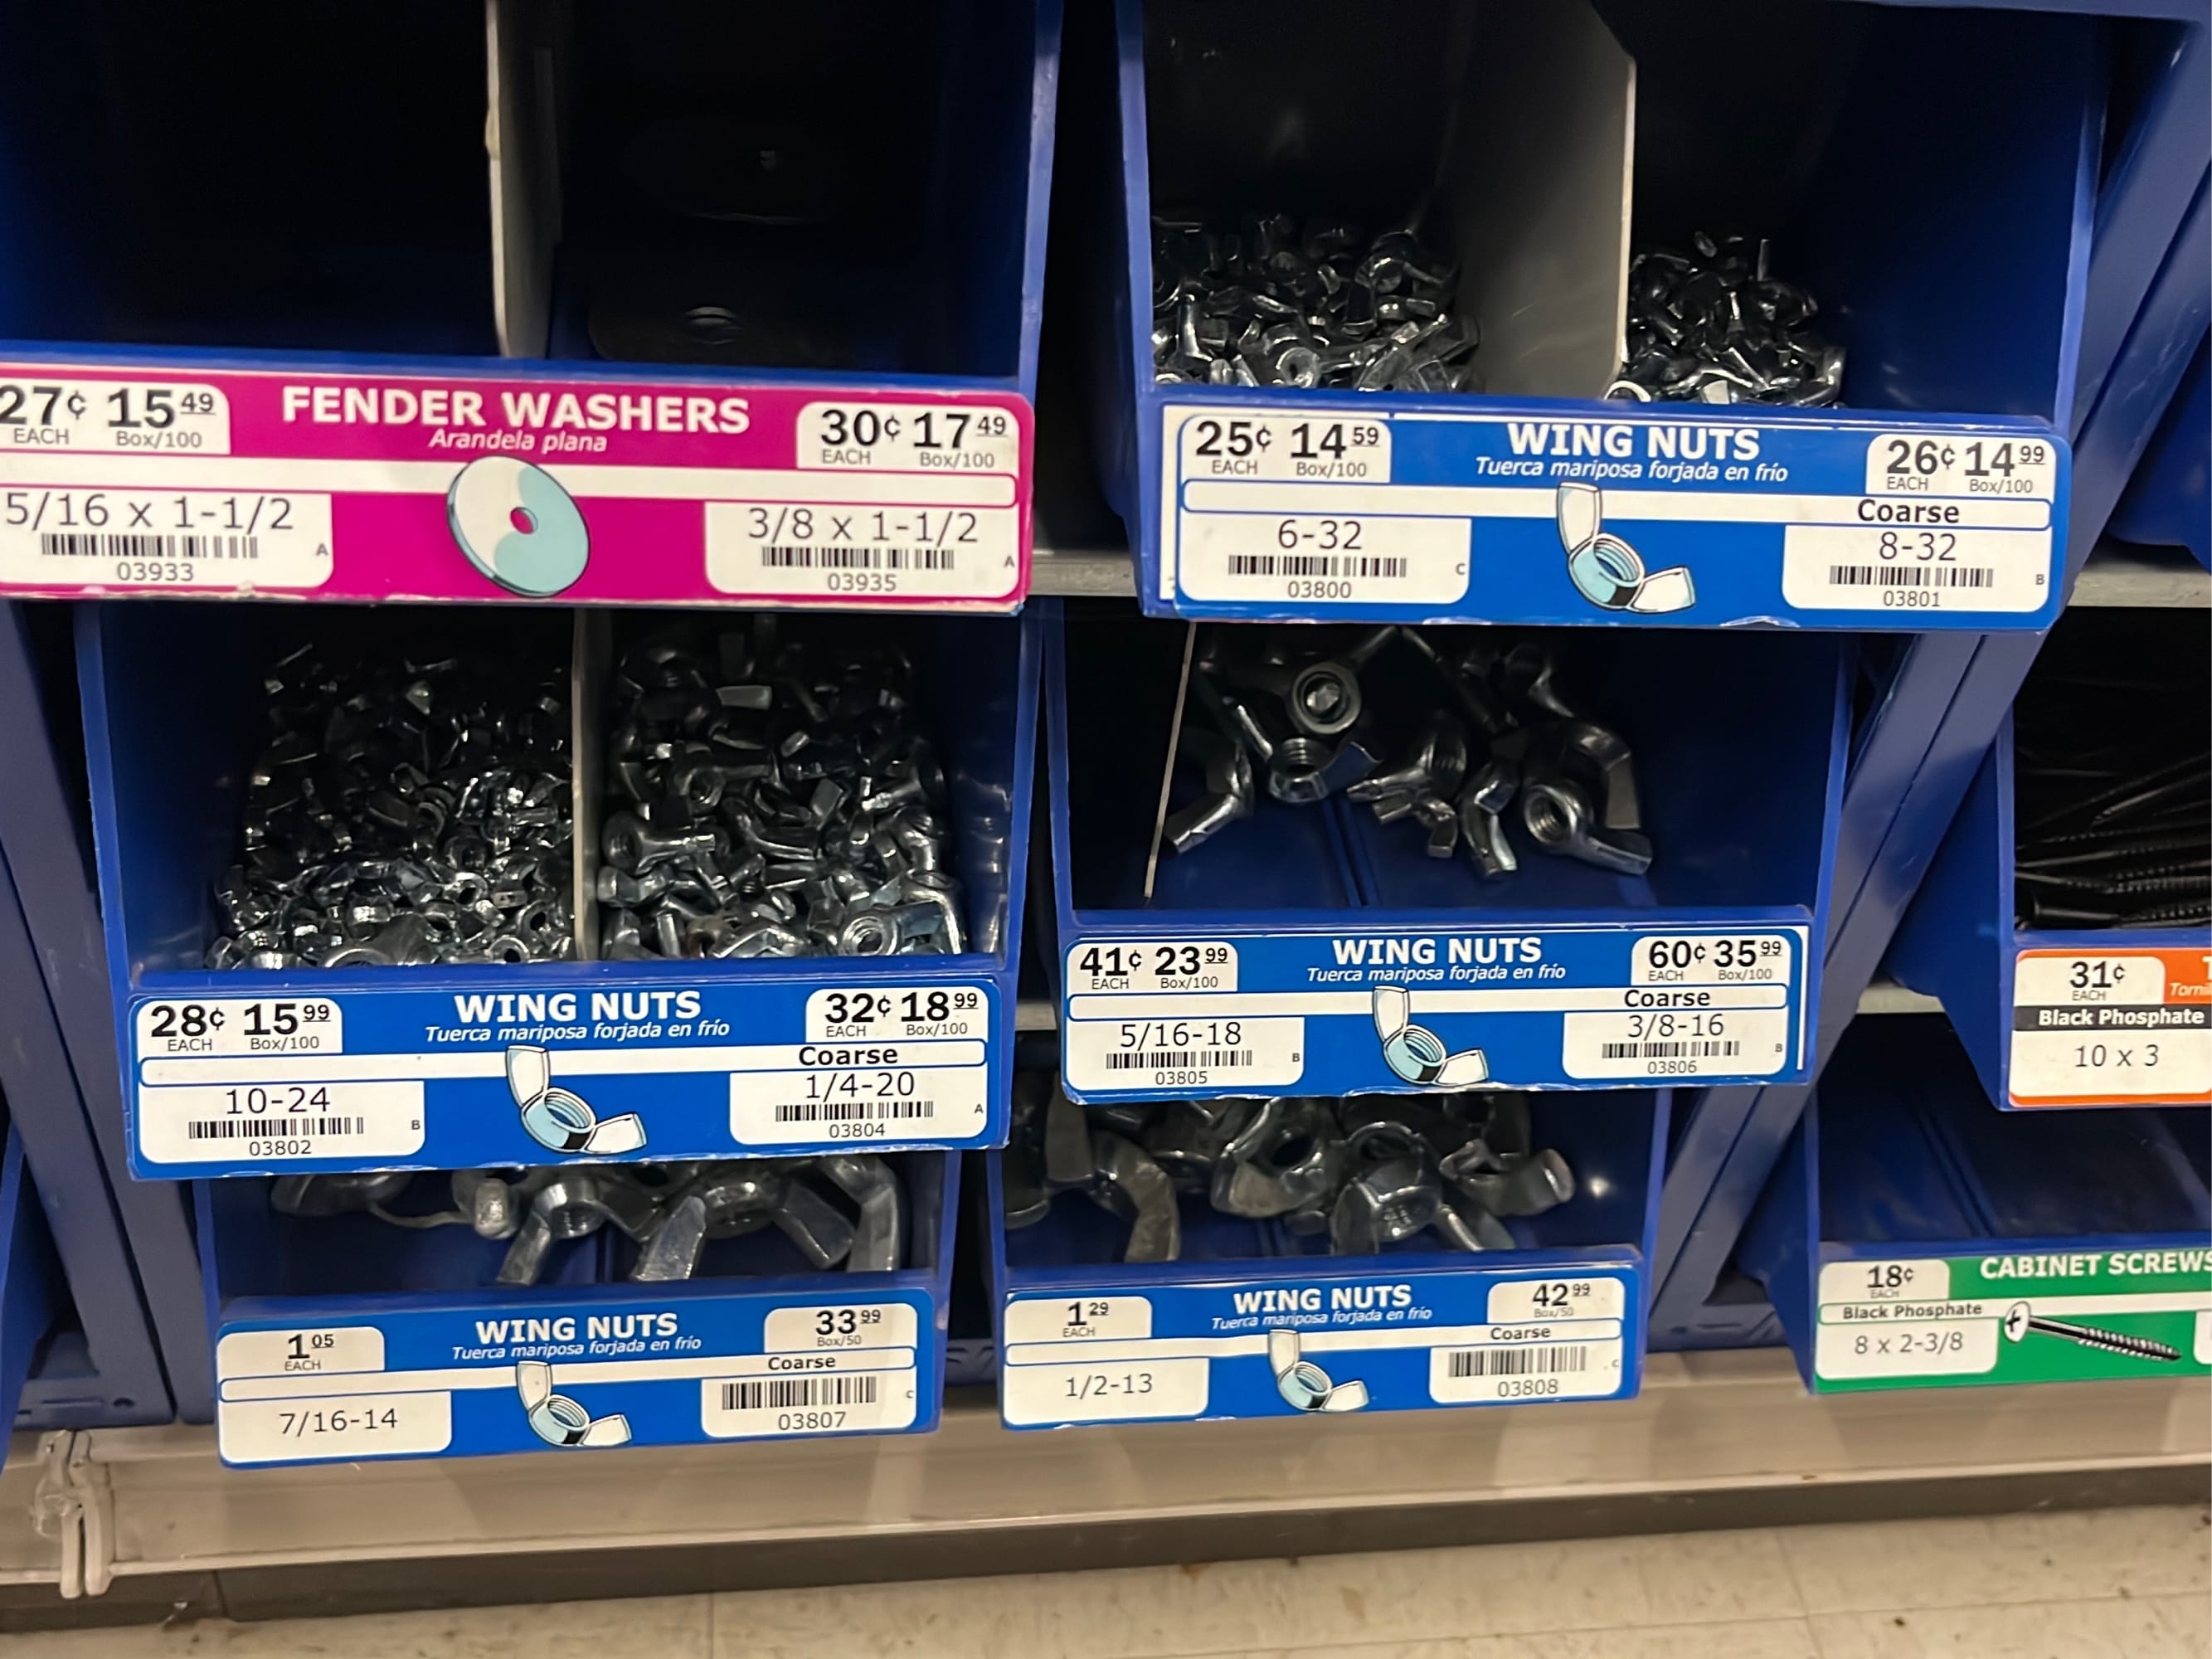 27¢ 15 49
EACH Box/100
FENDER WASHERS
Arandela plana
30¢ 17 49
EACH Box/100
5/16 x 1-1/2
A
03933
3/8 x 1-1/2
A
03935
25¢ 14 59
EACH Box/100
WING NUTS
Tuerca mariposa forjada en frío
26¢ 14 99
EACH Box/100
Coarse
6-32
C
03800
8-32
B
03801
28¢ 15 99
EACH Box/100
WING NUTS
Tuerca mariposa forjada en frío
32¢ 18 99
EACH Box/100
Coarse
10-24
B
03802
1/4-20
A
03804
41¢ 23 99
EACH Box/100
WING NUTS
Tuerca mariposa forjada en frío
60¢ 35 99
EACH Box/100
Coarse
5/16-18
B
03805
3/8-16
B
03806
31¢
EACH
Black Phosphate
10 x 3
1 05
EACH
WING NUTS
Tuerca mariposa forjada en frío
33 99
Box/50
Coarse
7/16-14
C
03807
1 29
EACH
WING NUTS
Tuerca mariposa forjada en frío
42 99
Box/50
Coarse
1/2-13
C
03808
18¢
EACH
CABINET SCREWS
Black Phosphate
8 x 2-3/8